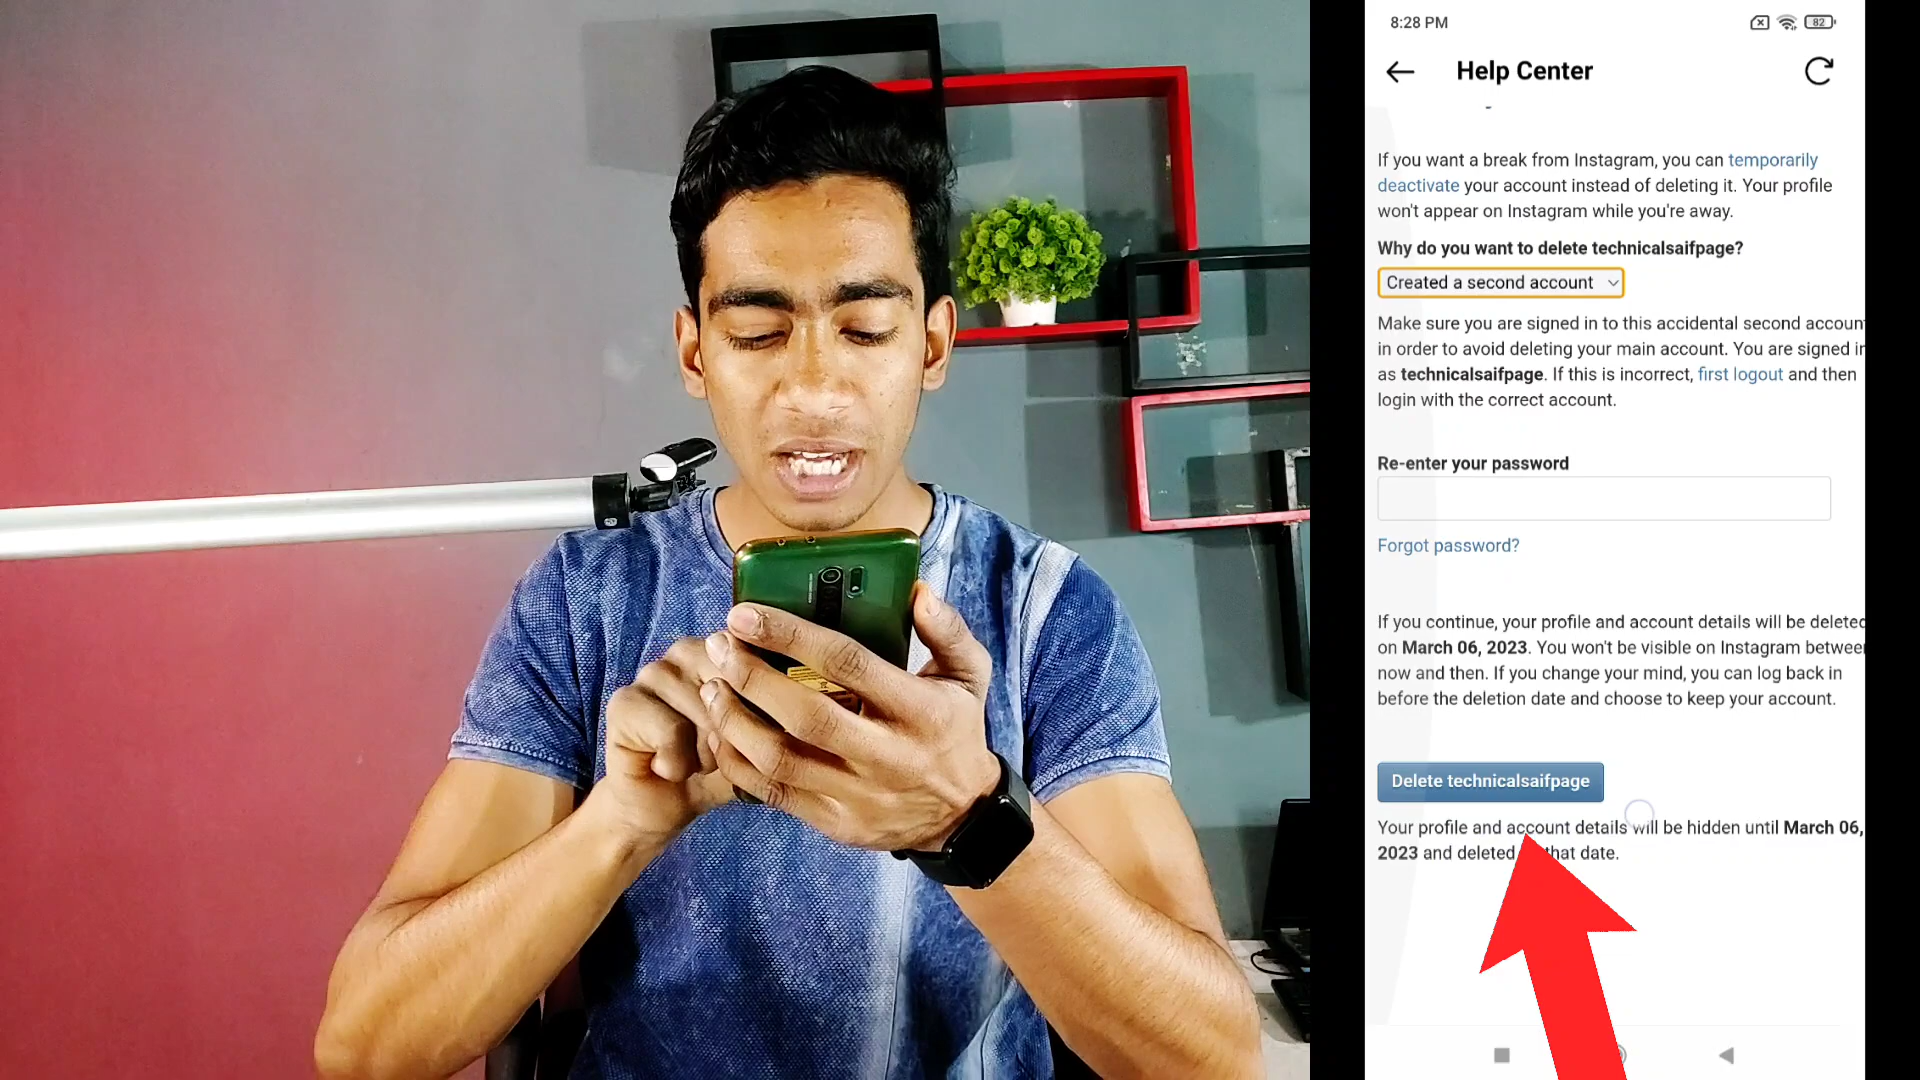 8:28 PM
82
Help Center
If you want a break from Instagram, you can temporarily
deactivate your account instead of deleting it. Your profile
won't appear on Instagram while you're away.
Why do you want to delete technicalsaifpage?
Created a second account
Make sure you are signed in to this accidental second account
in order to avoid deleting your main account. You are signed in
as technicalsaifpage. If this is incorrect, first logout and then
login with the correct account.
Re-enter your password
Forgot password?
If you continue, your profile and account details will be deleted
on March 06, 2023. You won't be visible on Instagram between
now and then. If you change your mind, you can log back in
before the deletion date and choose to keep your account.
Delete technicalsaifpage
Your profile and account details will be hidden until March 06,
2023 and deleted that date.